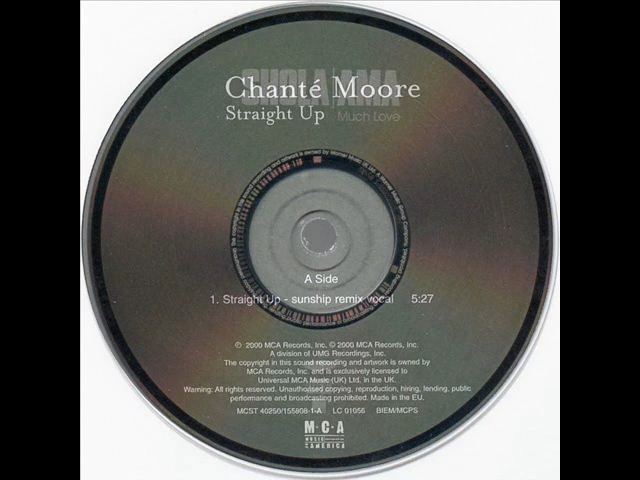 SHOLA AMA
Chanté Moore
Straight Up
Much Love
A Side
1. Straight Up - sunship remix vocal 5:27
℗ 2000 MCA Records, Inc. © 2000 MCA Records, Inc.
A division of UMG Recordings, Inc.
The copyright in this sound recording and artwork is owned by
MCA Records, Inc. and is exclusively licensed to
Universal MCA Music (UK) Ltd. in the UK.
Warning: All rights reserved. Unauthorised copying, reproduction, hiring, lending, public
performance and broadcasting prohibited. Made in the EU.
MCST 40250/155808-1-A LC 01056 BIEM/MCPS
M·C·A
MUSIC
AMERICA